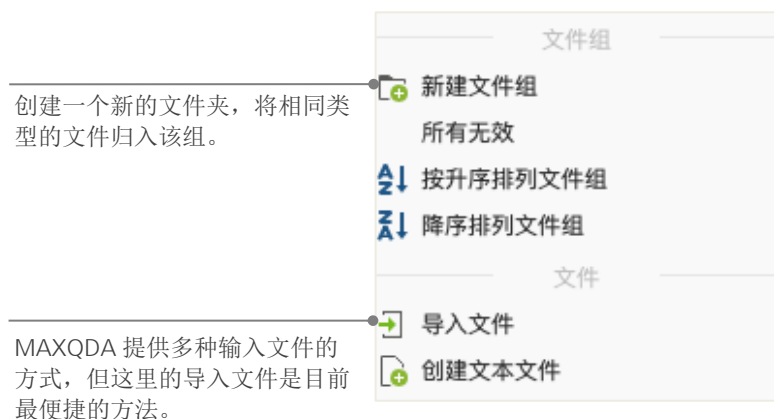 文件组
新建文件组
创建一个新的文件夹，将相同类
型的文件归入该组。
所有无效
按升序排列文件组
降序排列文件组
文件
导入文件
MAXQDA 提供多种输入文件的
方式，但这里的导入文件是目前
最便捷的方法。
创建文本文件